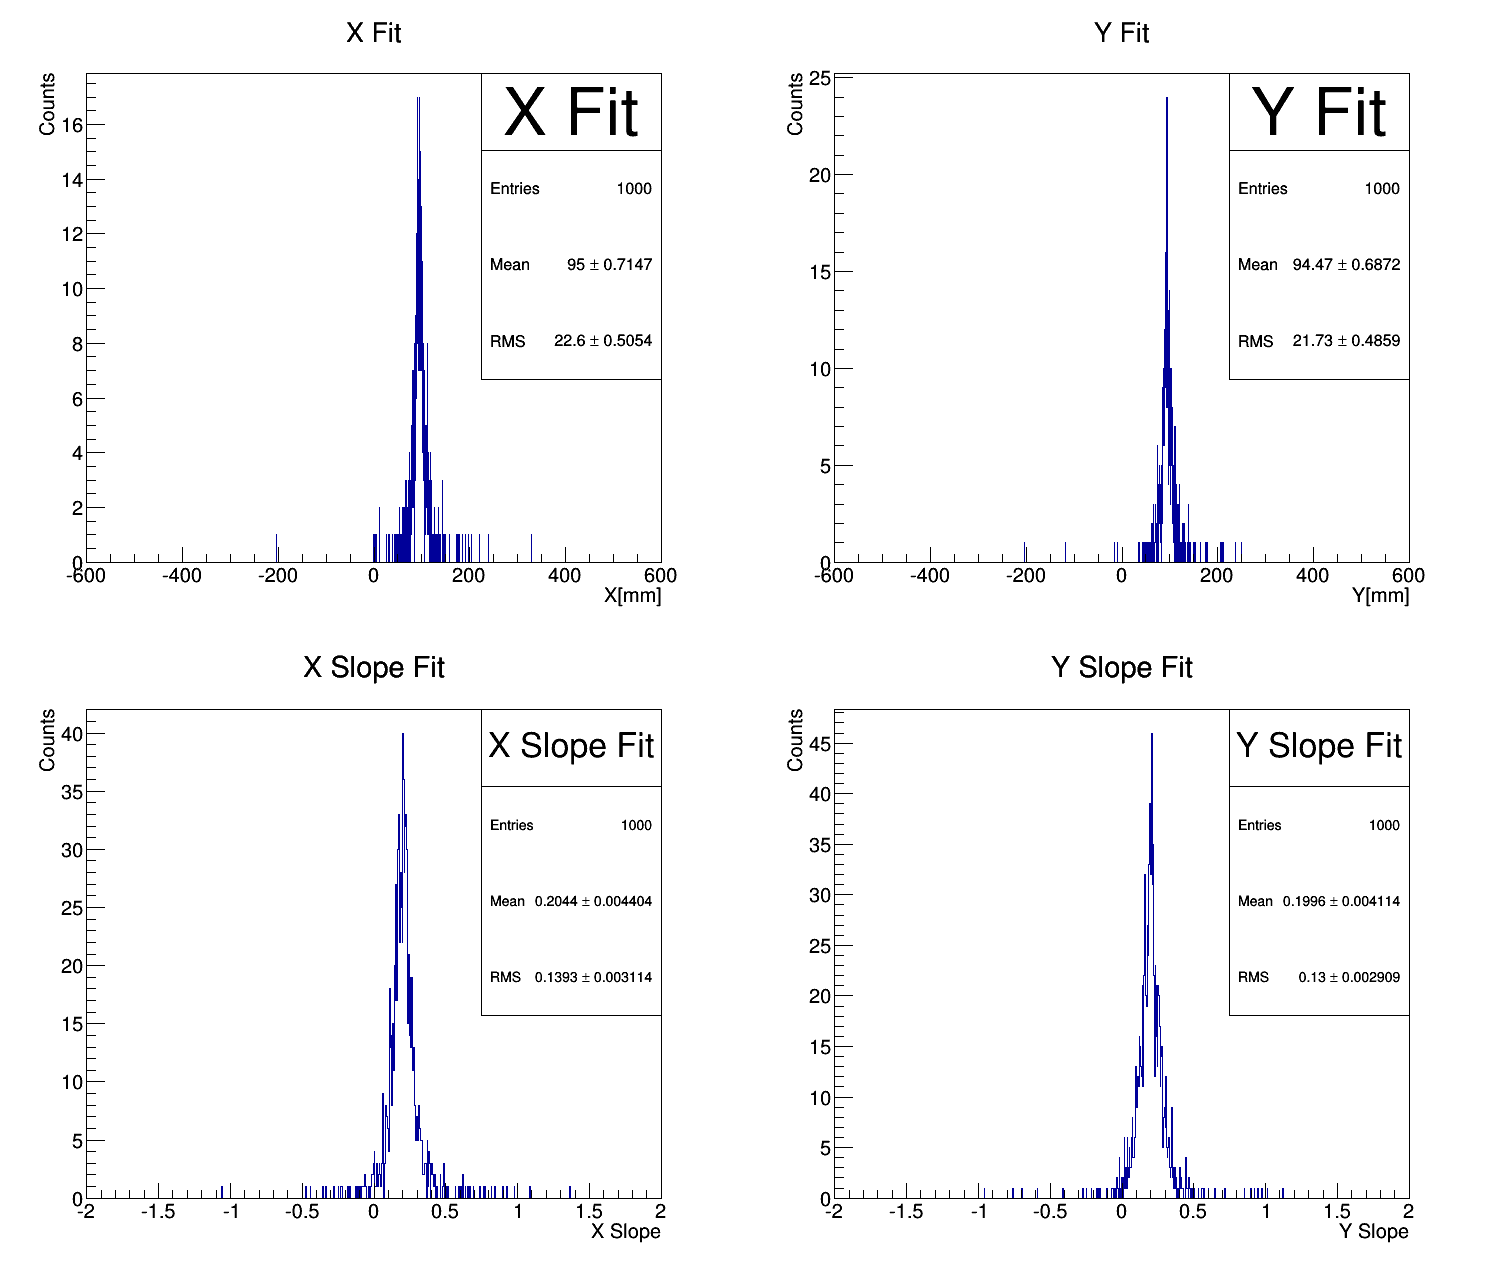 X Fit
Counts
16
14
12
10
8
6
4
2
0
-600 -400 -200 0 200 400 600
X[mm]
X Fit
Entries 1000
Mean 95 ± 0.7147
RMS 22.6 ± 0.5054
Y Fit
Counts
25
20
15
10
5
0
-600 -400 -200 0 200 400 600
Y[mm]
Y Fit
Entries 1000
Mean 94.47 ± 0.6872
RMS 21.73 ± 0.4859
X Slope Fit
Counts
40
35
30
25
20
15
10
5
0
-2 -1.5 -1 -0.5 0 0.5 1 1.5 2
X Slope
X Slope Fit
Entries 1000
Mean 0.2044 ± 0.004404
RMS 0.1393 ± 0.003114
Y Slope Fit
Counts
45
40
35
30
25
20
15
10
5
0
-2 -1.5 -1 -0.5 0 0.5 1 1.5 2
Y Slope
Y Slope Fit
Entries 1000
Mean 0.1996 ± 0.004114
RMS 0.13 ± 0.002909